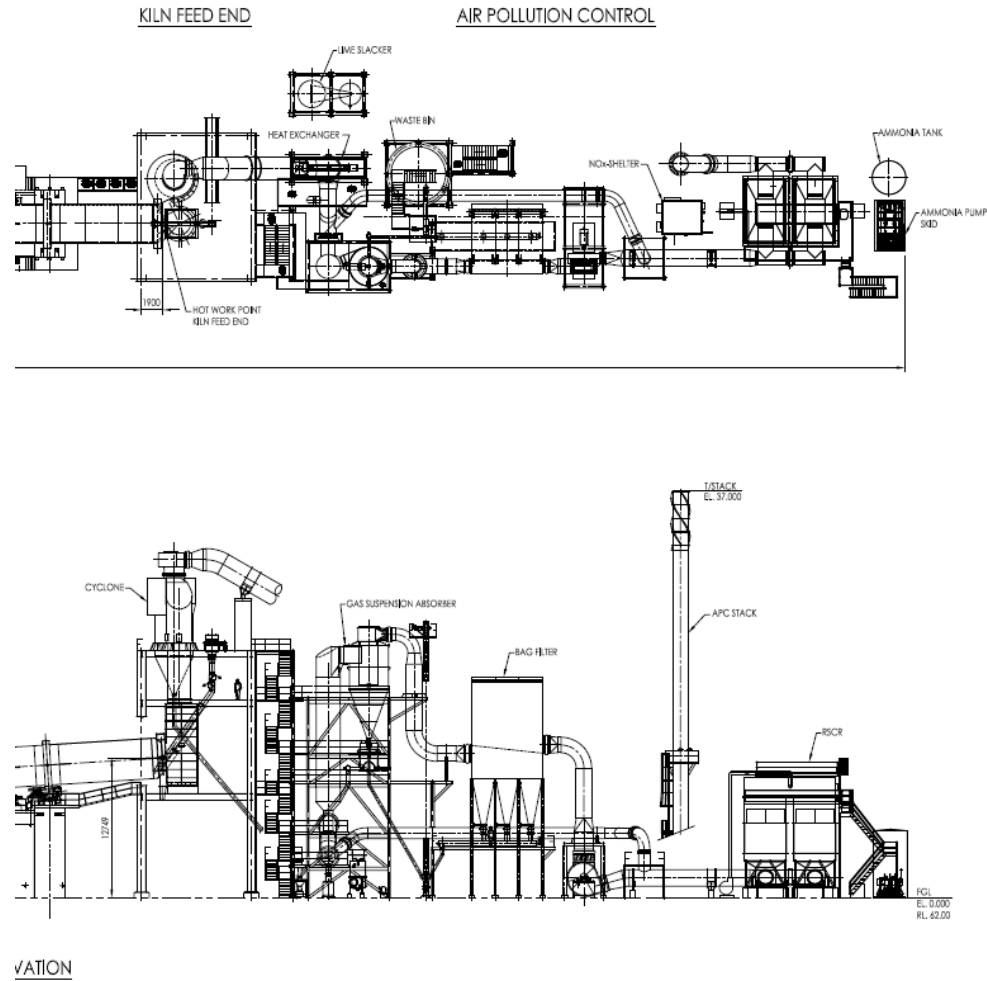 KILN FEED END
AIR POLLUTION CONTROL
LIME SLACKER
HEAT EXCHANGER
WASTE BIN
NOx-SHELTER
AMMONIA TANK
AMMONIA PUMP
SKID
1900
HOT WORK POINT
KILN FEED END
T/STACK
EL. 37.000
CYCLONE
GAS SUSPENSION ABSORBER
BAG FILTER
APC STACK
RSCR
12749
FGL
EL. 0.000
RL. 62.00
VATION